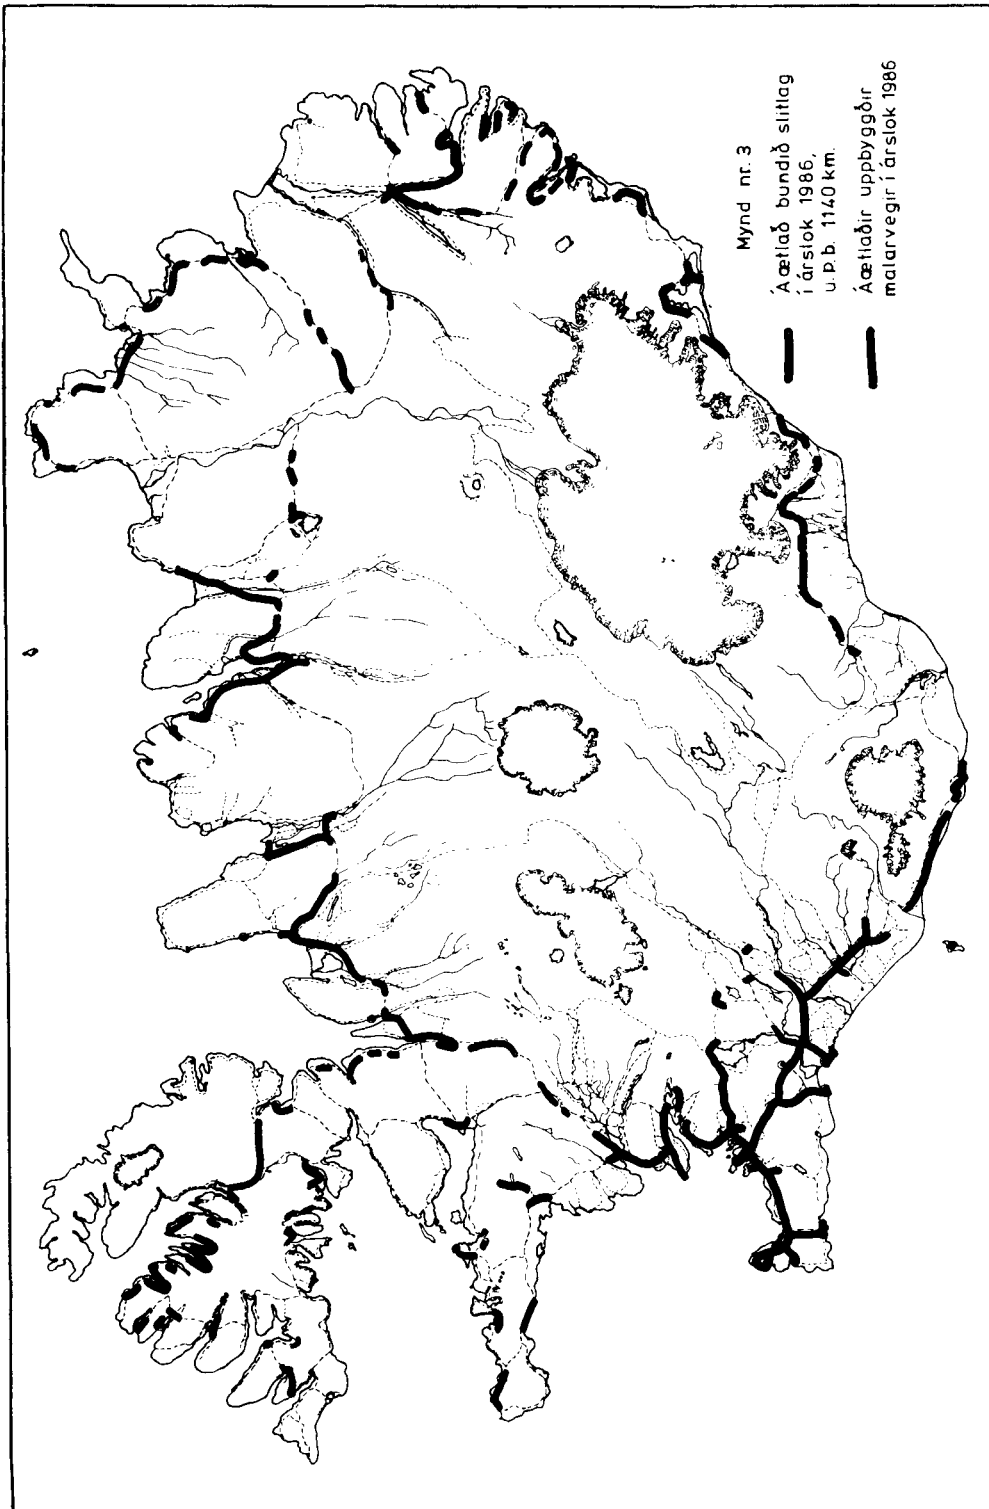 Mynd nr. 3
Áætlað bundið slitlag
í árslok 1986,
u.þ.b. 1140 km.
Áætlaðir uppbyggðir
malarvegir í árslok 1986